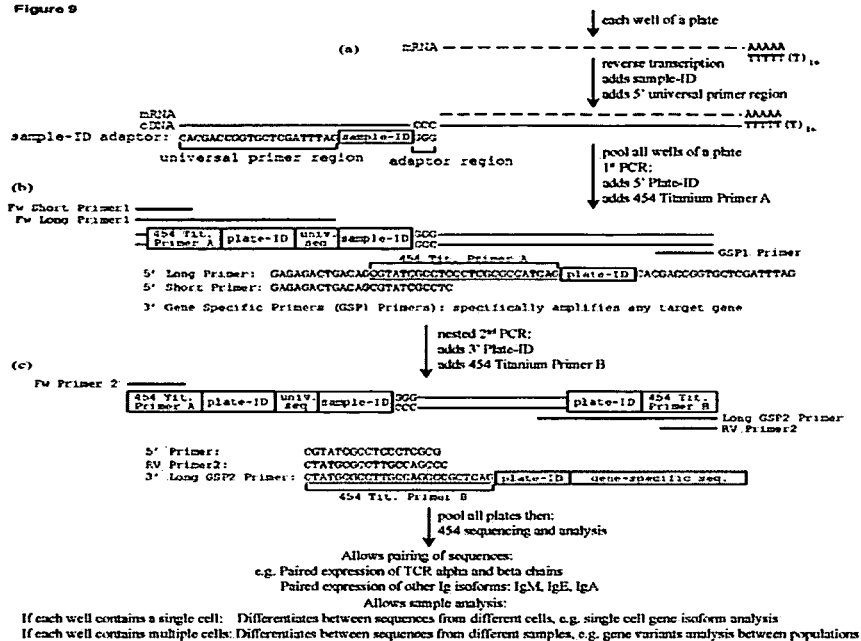 Figure 9
each well of a plate
(a)
mRNA
AAAAA
TTTTT(T)
reverse transcription
adds sample-ID
adds 5' universal primer region
mRNA
cDNA
CCC
AAAAA
TTTTT(T)
sample-ID adaptor: CACGACCGGTGCTCGATTTAG sample-ID GGG
universal primer region
adaptor region
pool all wells of a plate
1st PCR;
adds 5' Plate-ID
adds 454 Titanium Primer A
(b)
Fw Short Primer1
Fw Long Primer1
454 Tit. Primer A plate-ID univ. seq sample-ID GGG CCC
GSP1 Primer
454 Tit. Primer A
5' Long Primer: GAGAGACTGACAGCGTATCGCCTCCCTCGCGCCATCAG plate-ID CACGACCGGTGCTCGATTTAG
5' Short Primer: GAGAGACTGACAGCGTATCGCCTC
3' Gene Specific Primers (GSP1 Primers): specifically amplifies any target gene
nested 2nd PCR;
adds 3' Plate-ID
adds 454 Titanium Primer B
(c)
Fw Primer 2
454 Tit. Primer A plate-ID univ. seq sample-ID GGG CCC plate-ID 454 Tit. Primer B
Long GSP2 Primer
RV Primer2
5' Primer: CGTATCGCCTCCCTCGCG
RV Primer2: CTATGCGCCTTGCCAGCCC
3' Long GSP2 Primer: CTATGCGCCTTGCCAGCCCGCTCAG plate-ID gene-specific seq.
454 Tit. Primer B
pool all plates then;
454 sequencing and analysis
Allows pairing of sequences:
e.g. Paired expression of TCR alpha and beta chains
Paired expression of other Ig isoforms: IgM, IgE, IgA
Allows sample analysis:
If each well contains a single cell: Differentiates between sequences from different cells, e.g. single cell gene isoform analysis
If each well contains multiple cells: Differentiates between sequences from different samples, e.g. gene variants analysis between populations